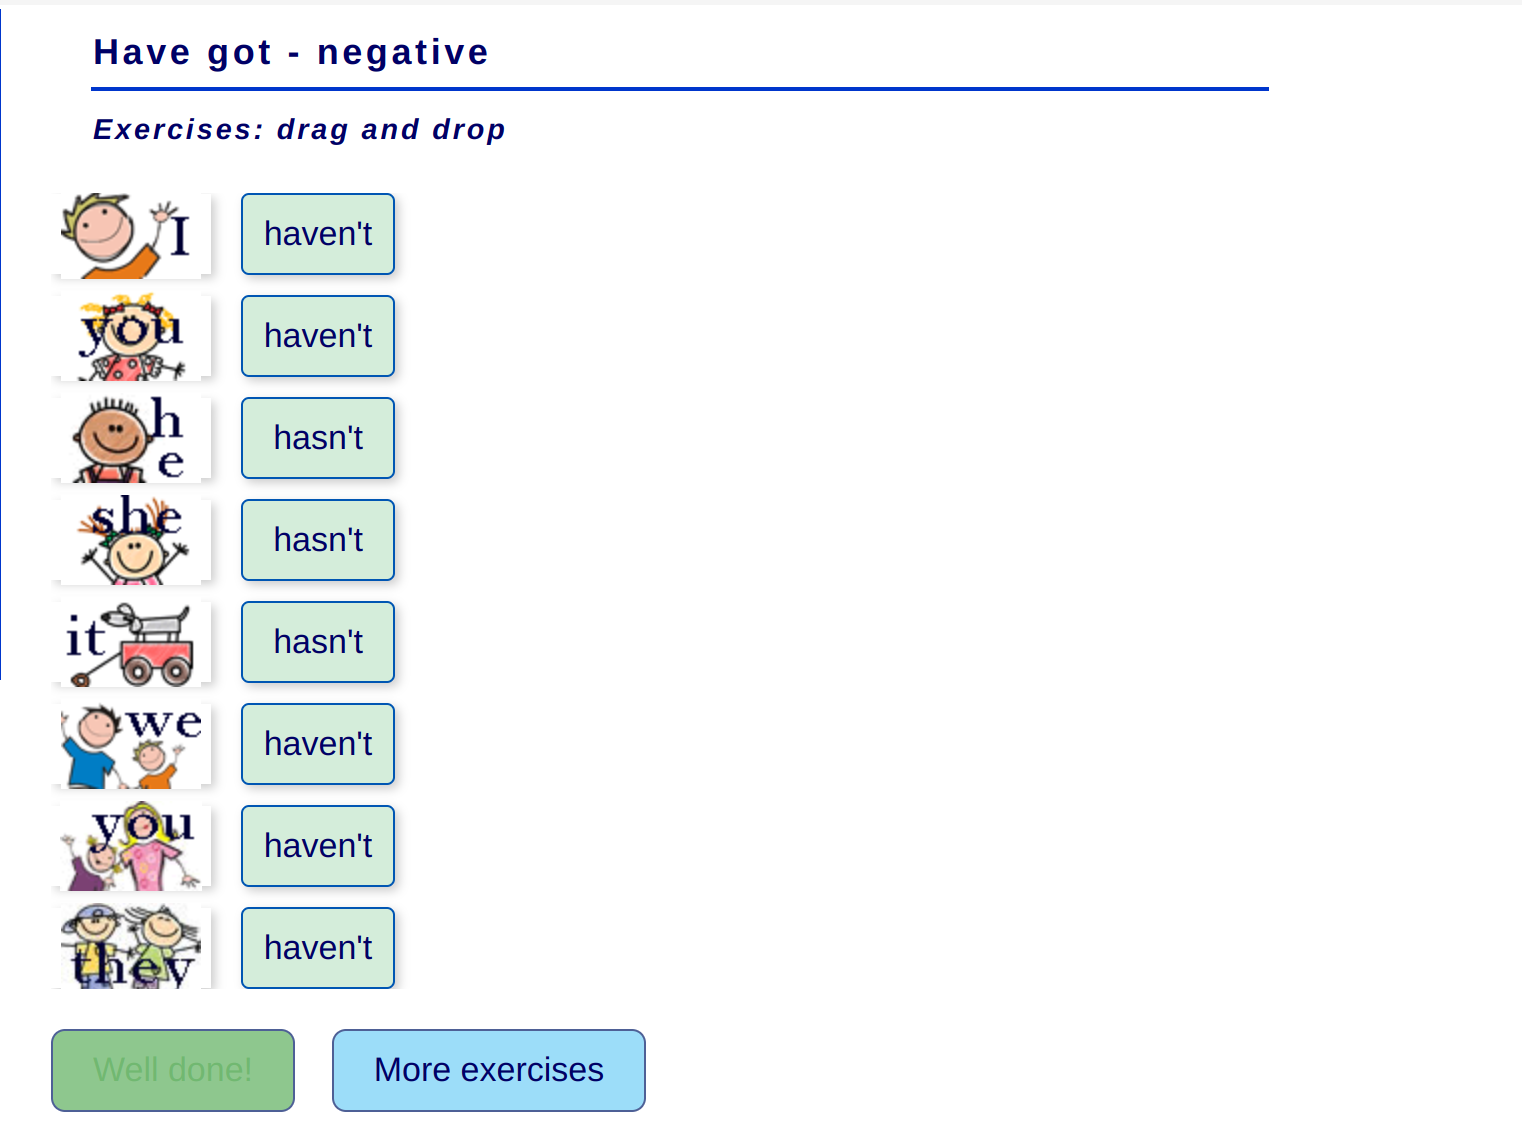 Have got - negative
Exercises: drag and drop
I haven't
you haven't
h
e hasn't
she hasn't
it hasn't
we haven't
you haven't
they haven't
Well done! More exercises